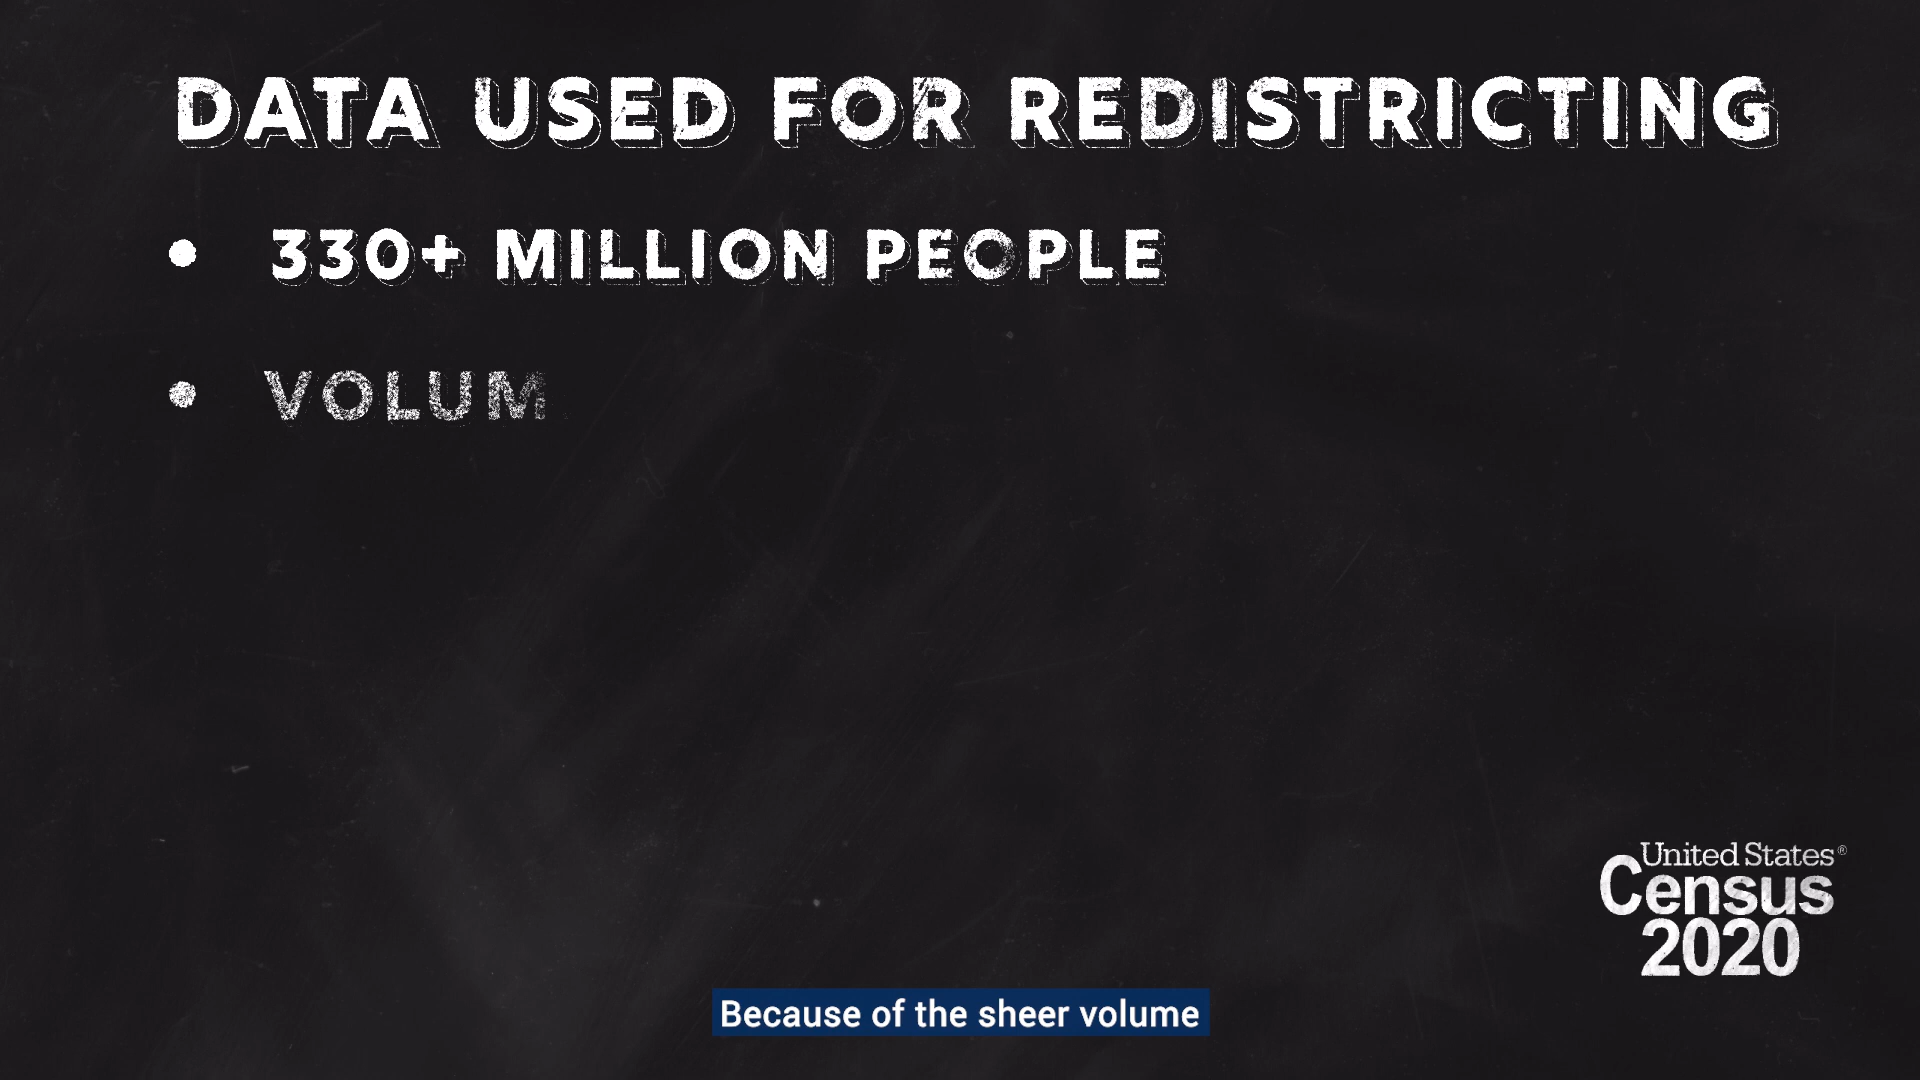 DATA USED FOR REDISTRICTING
• 330+ MILLION PEOPLE
• VOLUM
United States®
Census
2020
Because of the sheer volume